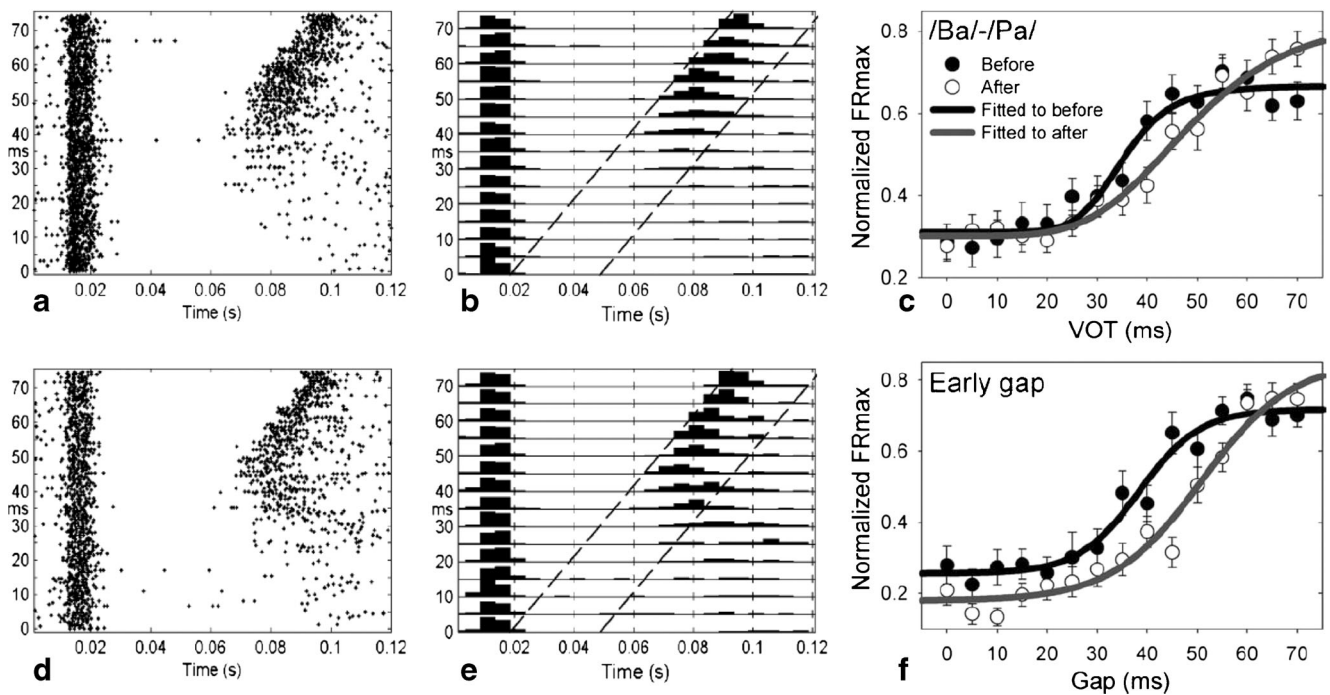 70
60
50
40
ms
30
20
10
0
0.02 0.04 0.06 0.08 0.1 0.12
a Time (s)
70
60
50
40
ms
30
20
10
0
0.02 0.04 0.06 0.08 0.1 0.12
b Time (s)
/Ba/-/Pa/
Before
After
Fitted to before
Fitted to after
Normalized FRmax
0.8
0.6
0.4
0.2
0 10 20 30 40 50 60 70
c VOT (ms)
70
60
50
40
ms
30
20
10
0
0.02 0.04 0.06 0.08 0.1 0.12
d Time (s)
70
60
50
40
ms
30
20
10
0
0.02 0.04 0.06 0.08 0.1 0.12
e Time (s)
Early gap
Normalized FRmax
0.8
0.6
0.4
0.2
0 10 20 30 40 50 60 70
f Gap (ms)